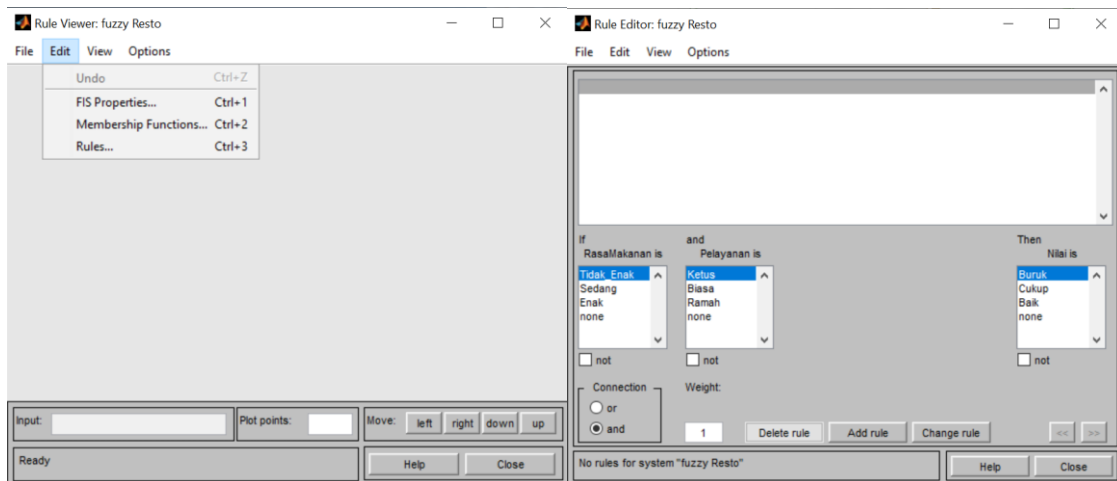 Rule Viewer: fuzzy Resto
File Edit View Options
Undo Ctrl+Z
FIS Properties... Ctrl+1
Membership Functions... Ctrl+2
Rules... Ctrl+3
Input:
Plot points:
Move: left right down up
Ready
Help Close
Rule Editor: fuzzy Resto
File Edit View Options
If and Then
RasaMakanan is Pelayanan is Nilai is
Tidak_Enak Ketus Buruk
Sedang Biasa Cukup
Enak Ramah Baik
none none none
not not not
Connection Weight:
or
and 1 Delete rule Add rule Change rule << >>
No rules for system "fuzzy Resto" Help Close